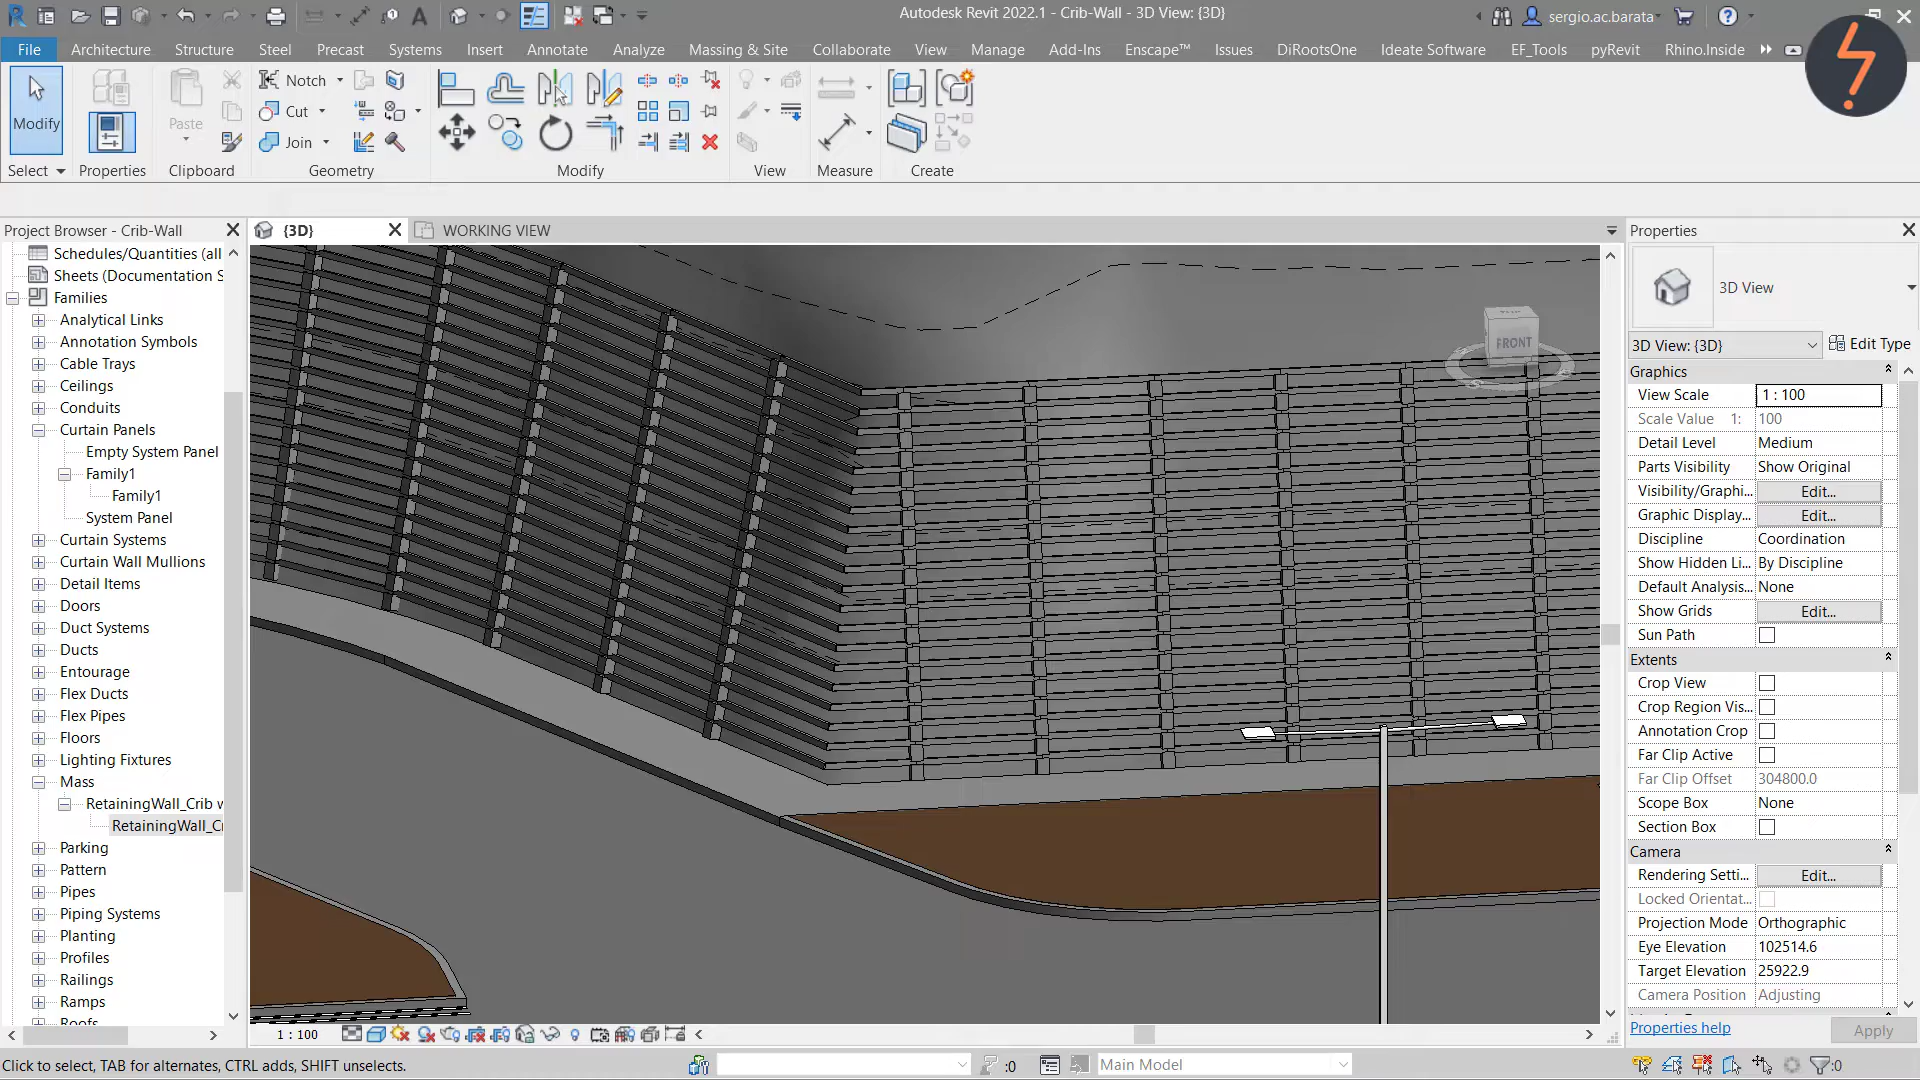 Autodesk Revit 2022.1 - Crib-Wall - 3D View: {3D}
sergio.ac.barata
File Architecture Structure Steel Precast Systems Insert Annotate Analyze Massing & Site Collaborate View Manage Add-Ins Enscape™ Issues DiRootsOne Ideate Software EF_Tools pyRevit Rhino.Inside
Modify
Paste
Notch
Cut
Join
Select Properties Clipboard Geometry Modify View Measure Create
Project Browser - Crib-Wall
{3D}
WORKING VIEW
Properties
Schedules/Quantities (all
Sheets (Documentation S
Families
Analytical Links
Annotation Symbols
Cable Trays
Ceilings
Conduits
Curtain Panels
Empty System Panel
Family1
Family1
System Panel
Curtain Systems
Curtain Wall Mullions
Detail Items
Doors
Duct Systems
Ducts
Entourage
Flex Ducts
Flex Pipes
Floors
Lighting Fixtures
Mass
RetainingWall_Crib w
RetainingWall_Cr
Parking
Pattern
Pipes
Piping Systems
Planting
Profiles
Railings
Ramps
Roofs
FRONT
3D View
3D View: {3D}
Edit Type
Graphics
View Scale 1 : 100
Scale Value 1: 100
Detail Level Medium
Parts Visibility Show Original
Visibility/Graphi... Edit...
Graphic Display... Edit...
Discipline Coordination
Show Hidden Li... By Discipline
Default Analysis... None
Show Grids Edit...
Sun Path
Extents
Crop View
Crop Region Vis...
Annotation Crop
Far Clip Active
Far Clip Offset 304800.0
Scope Box None
Section Box
Camera
Rendering Setti... Edit...
Locked Orientat...
Projection Mode Orthographic
Eye Elevation 102514.6
Target Elevation 25922.9
Camera Position Adjusting
Properties help
Apply
1 : 100
Click to select, TAB for alternates, CTRL adds, SHIFT unselects.
:0
Main Model
:0